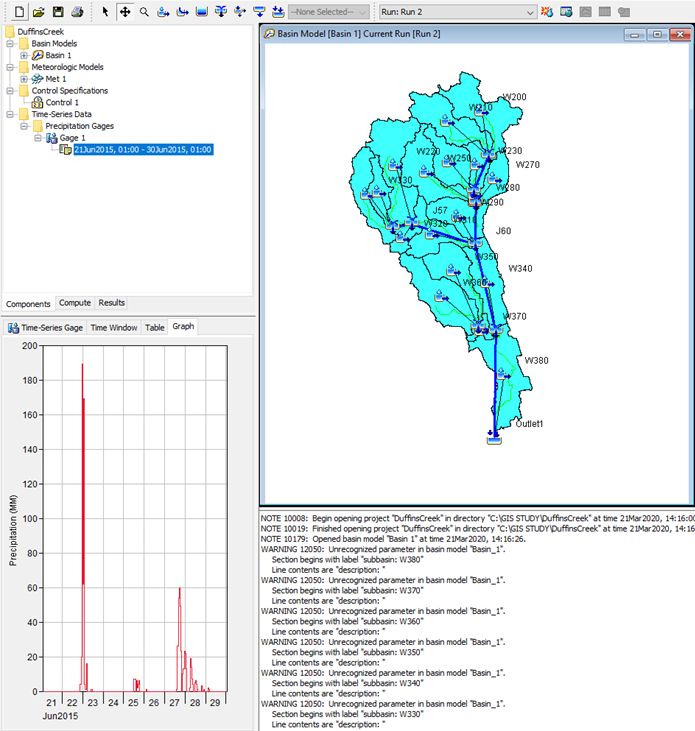 --None Selected--
Run: Run 2
DuffinsCreek
Basin Models
Basin 1
Meteorologic Models
Met 1
Control Specifications
Control 1
Time-Series Data
Precipitation Gages
Gage 1
21Jun2015, 01:00 - 30Jun2015, 01:00
Components Compute Results
Time-Series Gage Time Window Table Graph
Precipitation (MM)
200
180
160
140
120
100
80
60
40
20
0
21 22 23 24 25 26 27 28 29
Jun2015
Basin Model [Basin 1] Current Run [Run 2]
W200
W210
W230
W220
W250
W270
W330
W280
W290
J57
W310
W320
J60
W350
W340
W360
W370
W380
Outlet1
NOTE 10008: Begin opening project "DuffinsCreek" in directory "C:\GIS STUDY\DuffinsCreek" at time 21Mar2020, 14:16:00
NOTE 10019: Finished opening project "DuffinsCreek" in directory "C:\GIS STUDY\DuffinsCreek" at time 21Mar2020, 14:16
NOTE 10179: Opened basin model "Basin 1" at time 21Mar2020, 14:16:26.
WARNING 12050: Unrecognized parameter in basin model "Basin_1".
Section begins with label "subbasin: W380"
Line contents are "description: "
WARNING 12050: Unrecognized parameter in basin model "Basin_1".
Section begins with label "subbasin: W370"
Line contents are "description: "
WARNING 12050: Unrecognized parameter in basin model "Basin_1".
Section begins with label "subbasin: W360"
Line contents are "description: "
WARNING 12050: Unrecognized parameter in basin model "Basin_1".
Section begins with label "subbasin: W350"
Line contents are "description: "
WARNING 12050: Unrecognized parameter in basin model "Basin_1".
Section begins with label "subbasin: W340"
Line contents are "description: "
WARNING 12050: Unrecognized parameter in basin model "Basin_1".
Section begins with label "subbasin: W330"
Line contents are "description: "